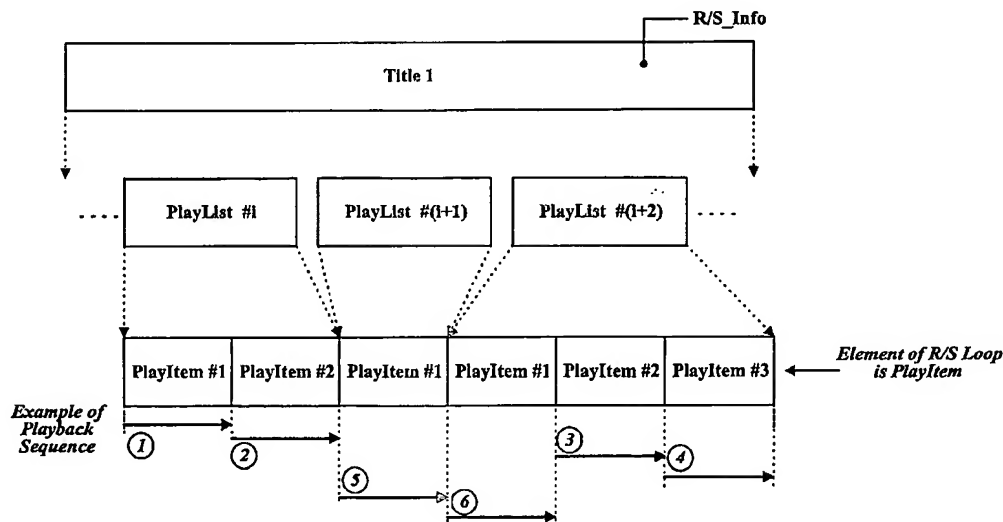 R/S_Info
Title 1
PlayList #i
PlayList #(i+1)
PlayList #(i+2)
PlayItem #1
PlayItem #2
PlayItem #1
PlayItem #1
PlayItem #2
PlayItem #3
Element of R/S Loop
is PlayItem
Example of
Playback
Sequence
1
2
3
4
5
6